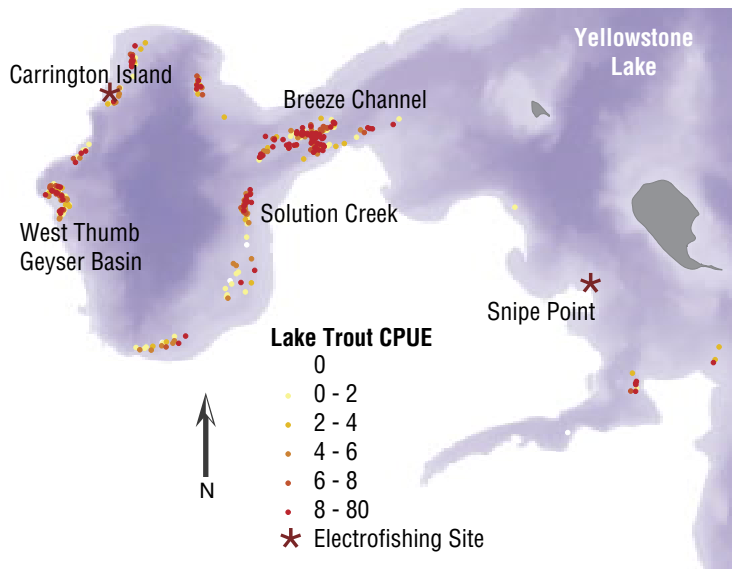 Yellowstone
Lake
Carrington Island
Breeze Channel
Solution Creek
West Thumb
Geyser Basin
Snipe Point
Lake Trout CPUE
0
0 - 2
2 - 4
4 - 6
6 - 8
8 - 80
Electrofishing Site
N